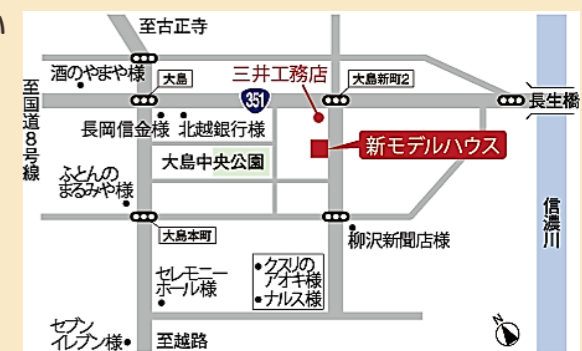 い
至古正寺
酒のやまや様
大島
三井工務店
大島新町2
至国道8号線
351
長生橋
長岡信金様
北越銀行様
新モデルハウス
大島中央公園
ふとんの
まるみや様
信濃川
大島本町
柳沢新聞店様
セレモニー
ホール様
•クスリの
アオキ様
•ナルス様
セブン
イレブン様
至越路
N